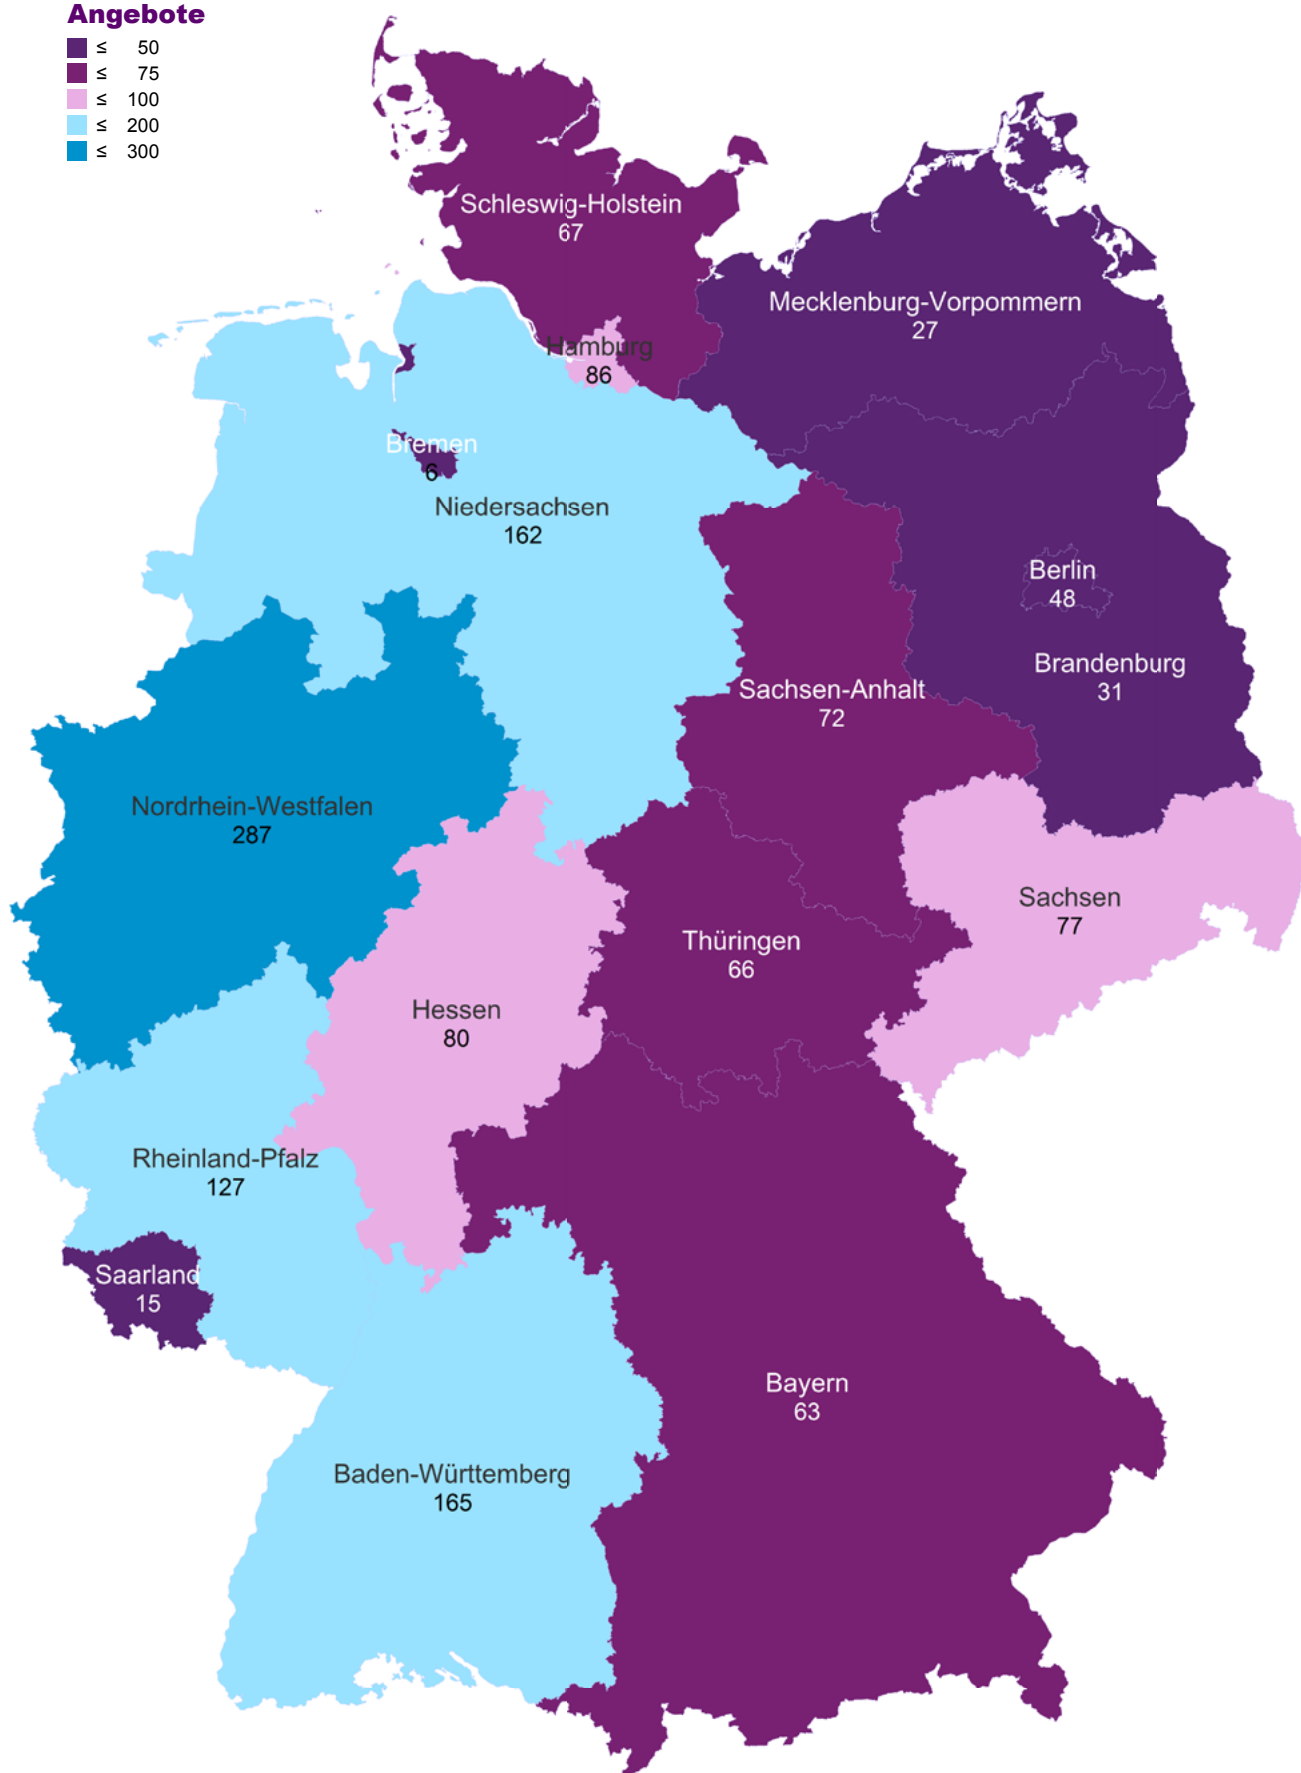 Angebote
≤ 50
≤ 75
≤ 100
≤ 200
≤ 300
Schleswig-Holstein
67
Mecklenburg-Vorpommern
27
Hamburg
86
Bremen
6
Niedersachsen
162
Berlin
48
Brandenburg
31
Sachsen-Anhalt
72
Nordrhein-Westfalen
287
Sachsen
77
Thüringen
66
Hessen
80
Rheinland-Pfalz
127
Saarland
15
Bayern
63
Baden-Württemberg
165